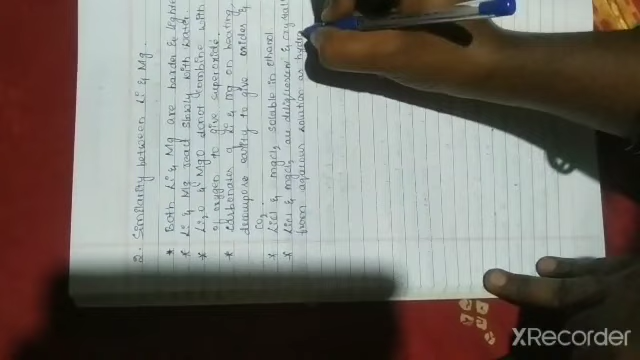 2. Similarity between Li & Mg.
* Both Li & Mg are harder & light
* Li & Mg react slowly with water.
* Li2O & MgO donot combine with
of oxygen to give superoxide.
* carbonates of Li & Mg on heating
decompose easily to give oxides &
CO2.
* LiCl & MgCl2 soluble in ethanol
* LiCl & MgCl2 are deliquescent & crystall
from aqueous solution as hydr
XRecorder